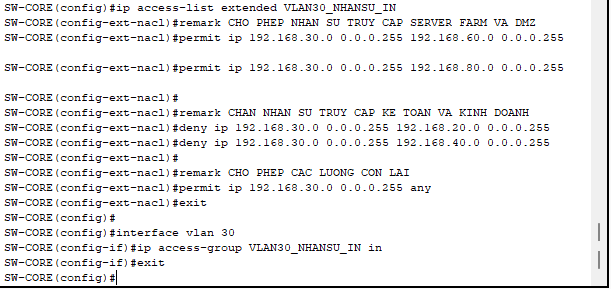 SW-CORE(config)#ip access-list extended VLAN30_NHANSU_IN
SW-CORE(config-ext-nacl)#remark CHO PHEP NHAN SU TRUY CAP SERVER FARM VA DMZ
SW-CORE(config-ext-nacl)#permit ip 192.168.30.0 0.0.0.255 192.168.60.0 0.0.0.255
SW-CORE(config-ext-nacl)#permit ip 192.168.30.0 0.0.0.255 192.168.80.0 0.0.0.255
SW-CORE(config-ext-nacl)#
SW-CORE(config-ext-nacl)#remark CHAN NHAN SU TRUY CAP KE TOAN VA KINH DOANH
SW-CORE(config-ext-nacl)#deny ip 192.168.30.0 0.0.0.255 192.168.20.0 0.0.0.255
SW-CORE(config-ext-nacl)#deny ip 192.168.30.0 0.0.0.255 192.168.40.0 0.0.0.255
SW-CORE(config-ext-nacl)#
SW-CORE(config-ext-nacl)#remark CHO PHEP CAC LUONG CON LAI
SW-CORE(config-ext-nacl)#permit ip 192.168.30.0 0.0.0.255 any
SW-CORE(config-ext-nacl)#exit
SW-CORE(config)#
SW-CORE(config)#interface vlan 30
SW-CORE(config-if)#ip access-group VLAN30_NHANSU_IN in
SW-CORE(config-if)#exit
SW-CORE(config)#